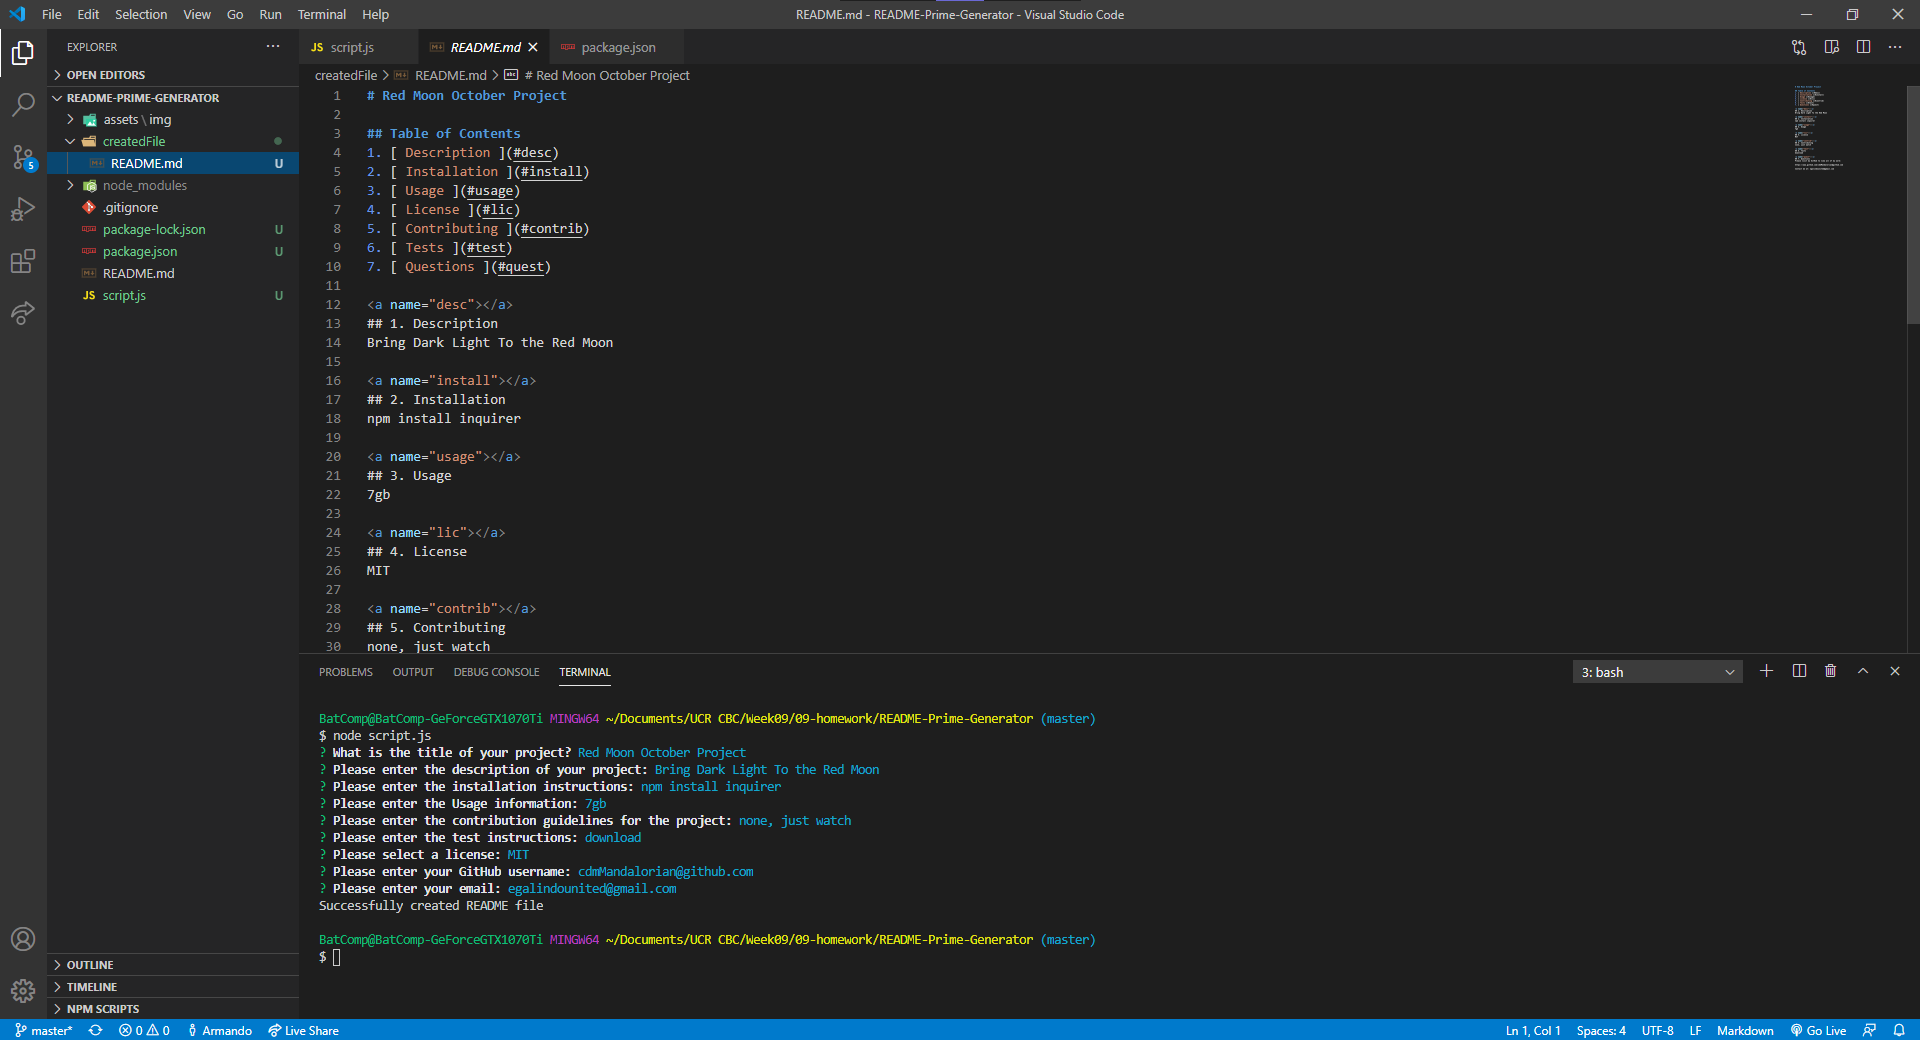 File Edit Selection View Go Run Terminal Help
README.md - README-Prime-Generator - Visual Studio Code
EXPLORER
OPEN EDITORS
README-PRIME-GENERATOR
assets \ img
createdFile
README.md U
node_modules
.gitignore
package-lock.json U
package.json U
README.md
JS script.js U
OUTLINE
TIMELINE
NPM SCRIPTS
5
JS script.js README.md package.json
createdFile > README.md > # Red Moon October Project
1 # Red Moon October Project
2
3 ## Table of Contents
4 1. [ Description ](#desc)
5 2. [ Installation ](#install)
6 3. [ Usage ](#usage)
7 4. [ License ](#lic)
8 5. [ Contributing ](#contrib)
9 6. [ Tests ](#test)
10 7. [ Questions ](#quest)
11
12 <a name="desc"></a>
13 ## 1. Description
14 Bring Dark Light To the Red Moon
15
16 <a name="install"></a>
17 ## 2. Installation
18 npm install inquirer
19
20 <a name="usage"></a>
21 ## 3. Usage
22 7gb
23
24 <a name="lic"></a>
25 ## 4. License
26 MIT
27
28 <a name="contrib"></a>
29 ## 5. Contributing
30 none, just watch
PROBLEMS OUTPUT DEBUG CONSOLE TERMINAL
3: bash
BatComp@BatComp-GeForceGTX1070Ti MINGW64 ~/Documents/UCR CBC/Week09/09-homework/README-Prime-Generator (master)
$ node script.js
? What is the title of your project? Red Moon October Project
? Please enter the description of your project: Bring Dark Light To the Red Moon
? Please enter the installation instructions: npm install inquirer
? Please enter the Usage information: 7gb
? Please enter the contribution guidelines for the project: none, just watch
? Please enter the test instructions: download
? Please select a license: MIT
? Please enter your GitHub username: cdmMandalorian@github.com
? Please enter your email: egalindounited@gmail.com
Successfully created README file
BatComp@BatComp-GeForceGTX1070Ti MINGW64 ~/Documents/UCR CBC/Week09/09-homework/README-Prime-Generator (master)
$
master* 0 0 Armando Live Share
Ln 1, Col 1 Spaces: 4 UTF-8 LF Markdown Go Live